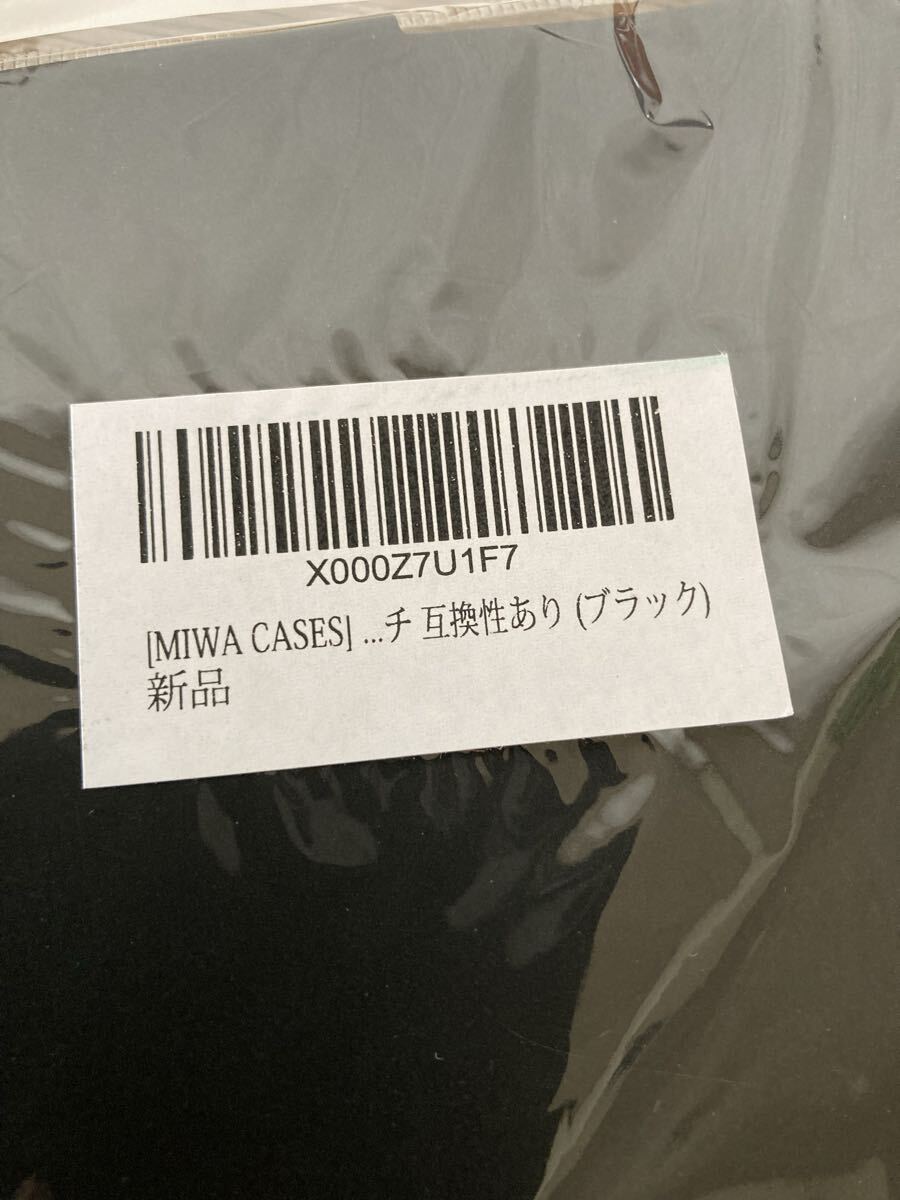 X000Z7U1F7
[MIWA CASES] ...チ 互換性あり (ブラック)
新品